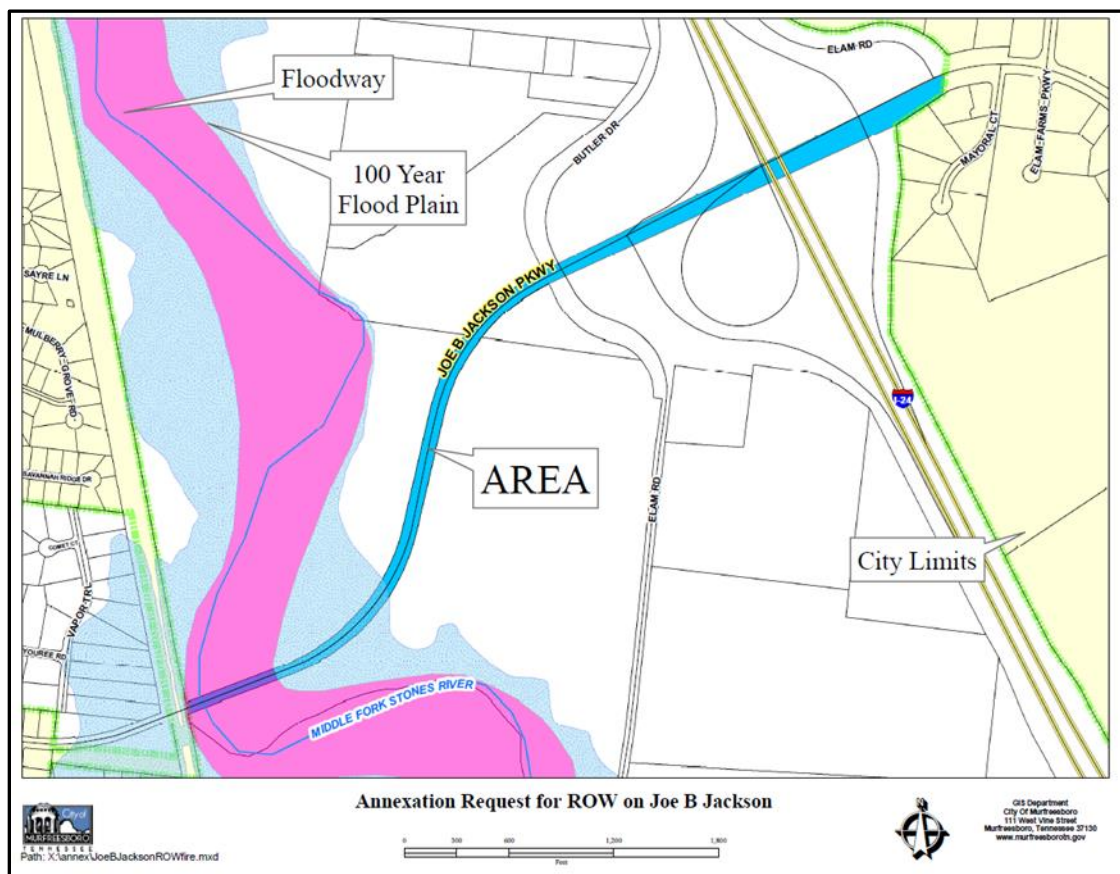 ELAM RD
Floodway
ELAM FARMS PKWY
MAYORAL CT
BUTLER DR
100 Year
Flood Plain
SAYRE LN
JOE B JACKSON PKWY
MULBERRY GROVE RD
I-24
SAVANNAH RIDGE DR
AREA
ELAM RD
COMET CT
City Limits
VAPOR TRL
YOUREE RD
MIDDLE FORK STONES RIVER
Annexation Request for ROW on Joe B Jackson
City of
MURFREESBORO
TENNESSEE
Path: X:\annex\JoeBJacksonROWfire.mxd
0 300 600 1,200 1,800
Feet
GIS Department
City Of Murfreesboro
111 West Vine Street
Murfreesboro, Tennessee 37130
www.murfreesborotn.gov